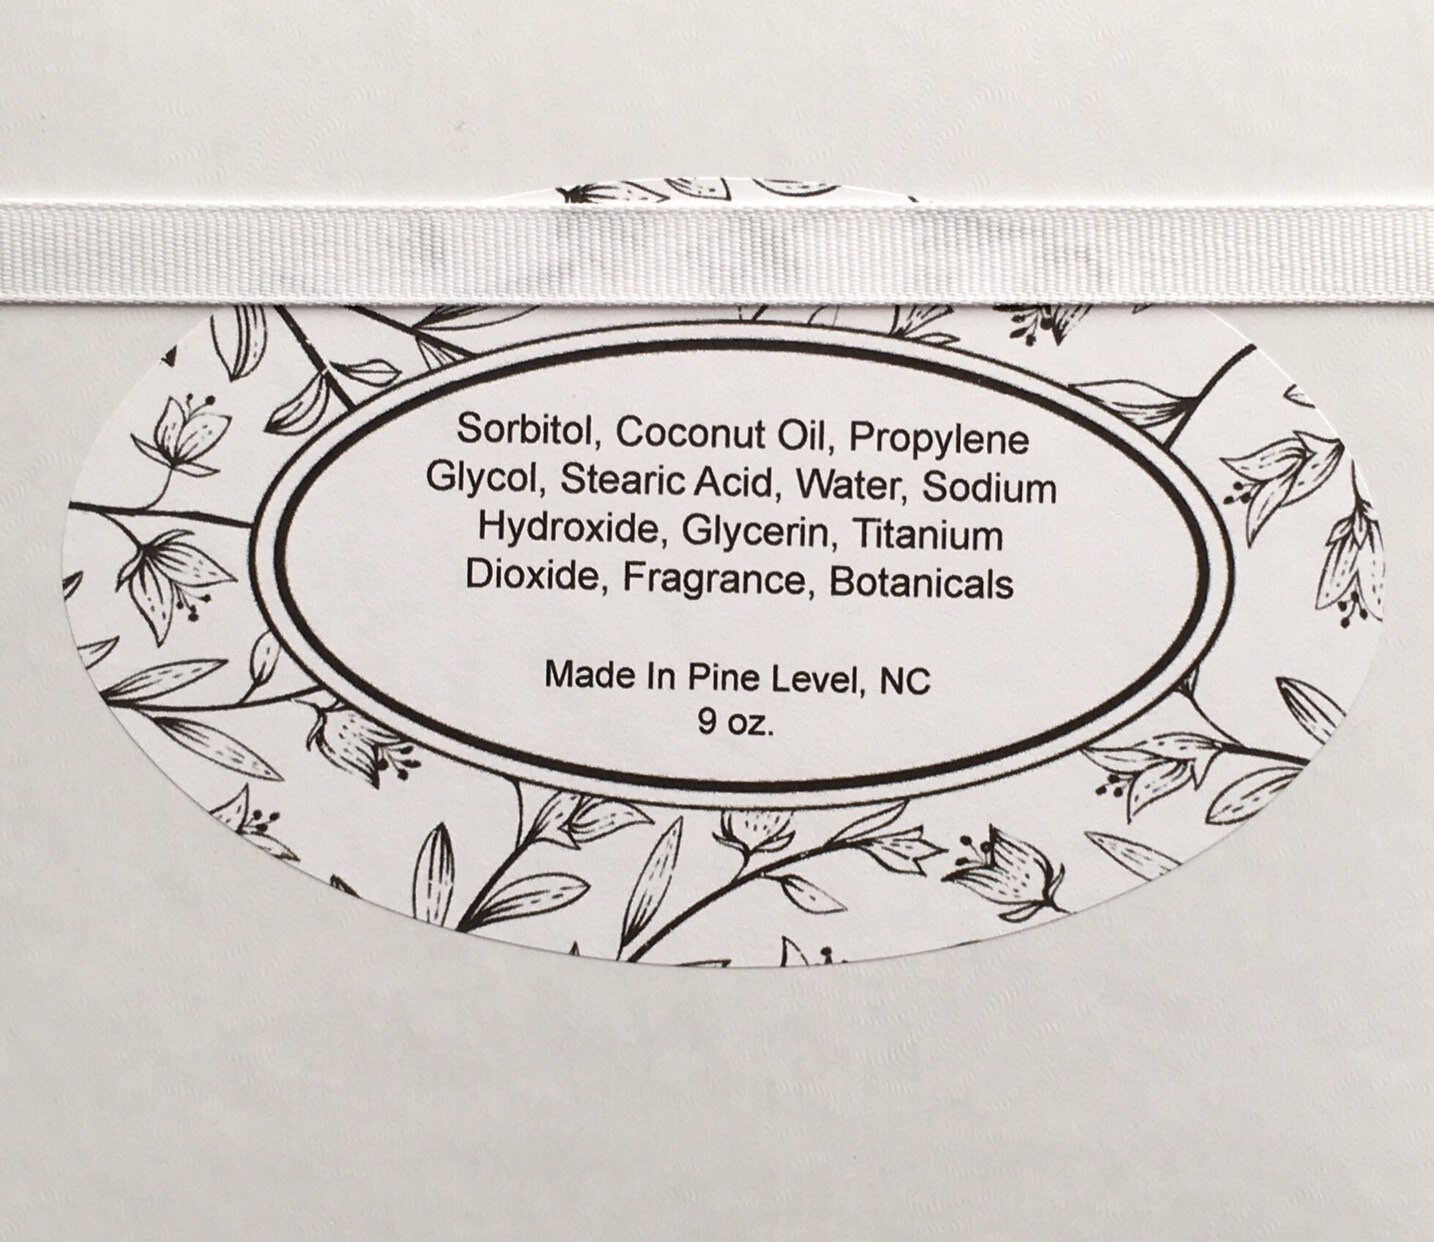 Sorbitol, Coconut Oil, Propylene
Glycol, Stearic Acid, Water, Sodium
Hydroxide, Glycerin, Titanium
Dioxide, Fragrance, Botanicals
Made In Pine Level, NC
9 oz.